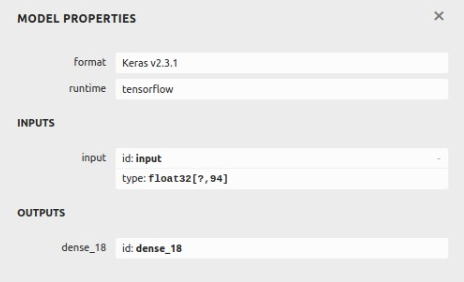 MODEL PROPERTIES ×
format Keras v2.3.1
runtime tensorflow
INPUTS
input id: input -
type: float32[?,94]
OUTPUTS
dense_18 id: dense_18